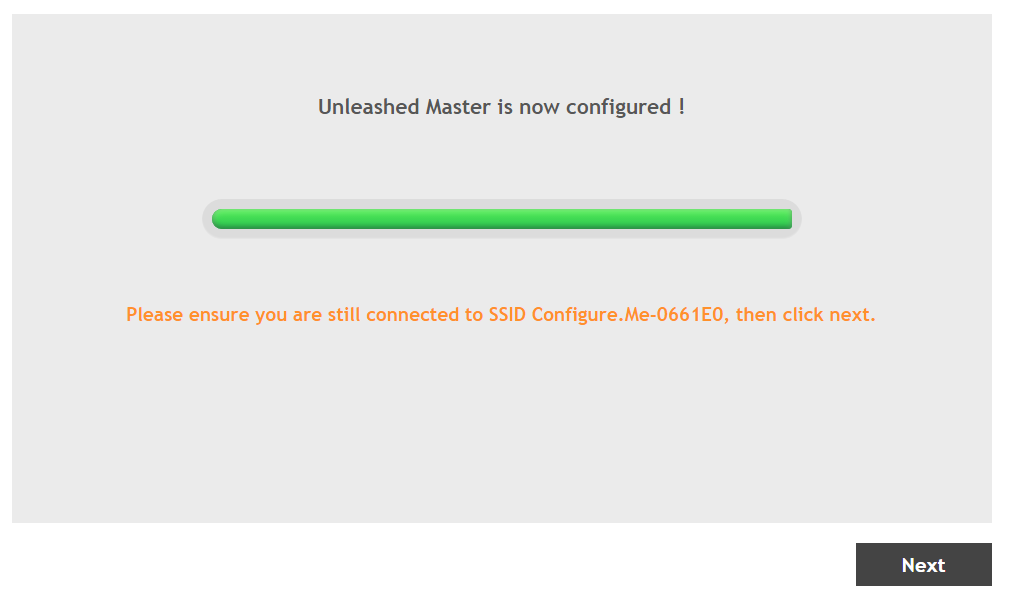 Unleashed Master is now configured !
Please ensure you are still connected to SSID Configure.Me-0661E0, then click next.
Next